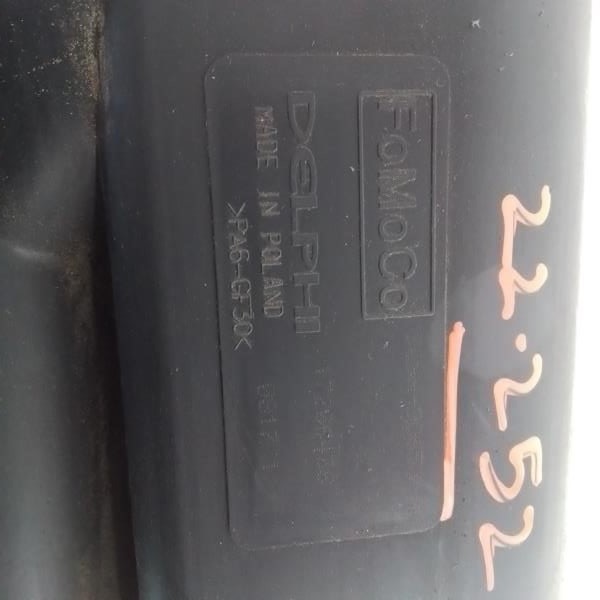 FoMoCo
DELPHI
MADE IN POLAND
>PA6-GF30<
22.252